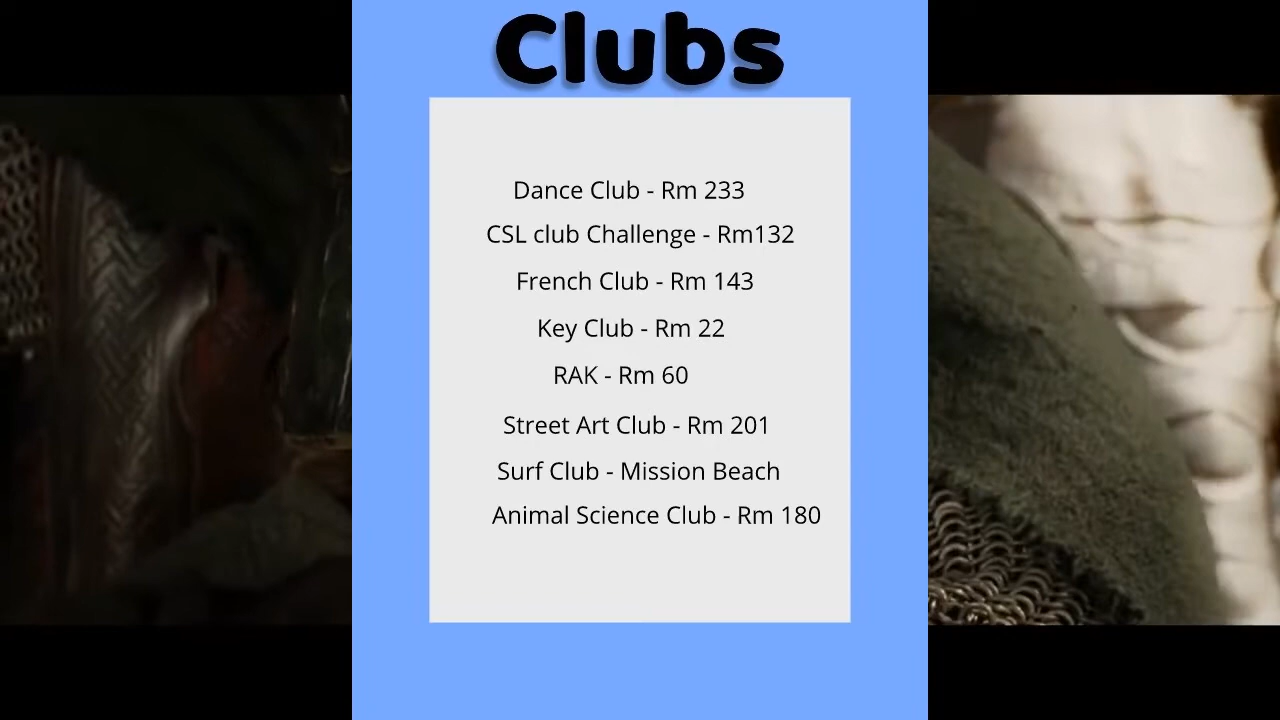 Clubs
Dance Club - Rm 233
CSL club Challenge - Rm132
French Club - Rm 143
Key Club - Rm 22
RAK - Rm 60
Street Art Club - Rm 201
Surf Club - Mission Beach
Animal Science Club - Rm 180